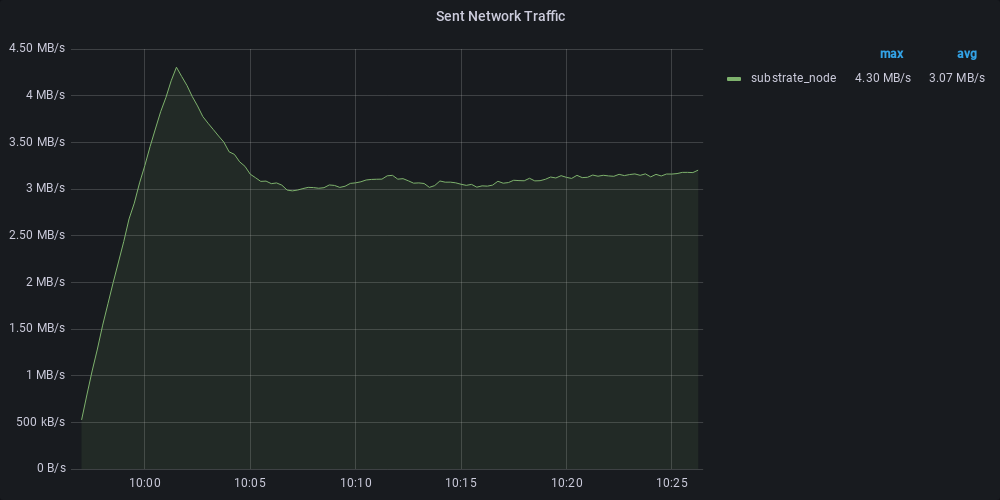 Sent Network Traffic
4.50 MB/s
4 MB/s
3.50 MB/s
3 MB/s
2.50 MB/s
2 MB/s
1.50 MB/s
1 MB/s
500 kB/s
0 B/s
10:00 10:05 10:10 10:15 10:20 10:25
max avg
substrate_node 4.30 MB/s 3.07 MB/s